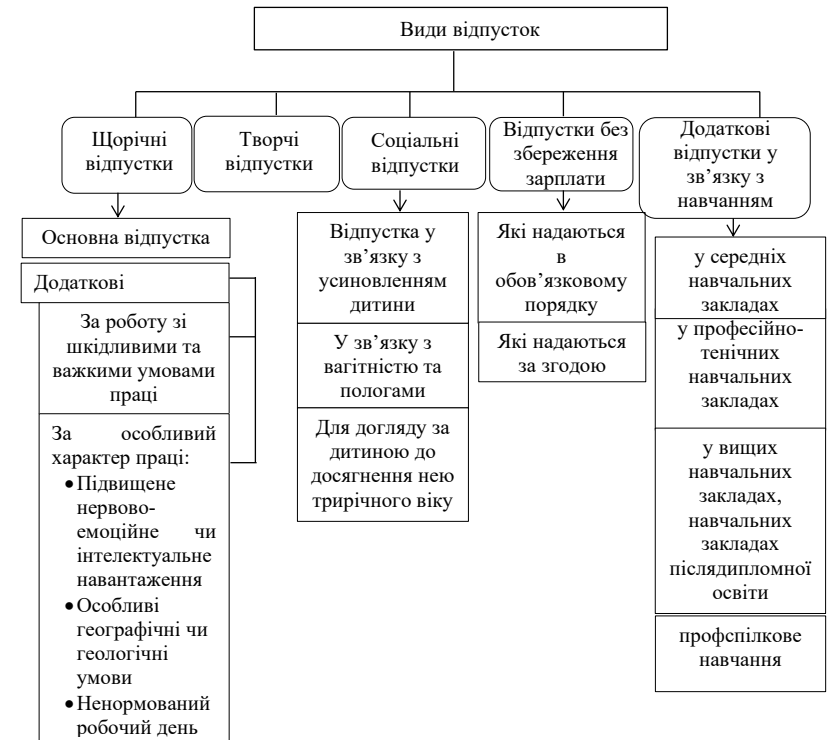 Види відпусток
Щорічні
відпустки
Творчі
відпустки
Соціальні
відпустки
Відпустки без
збереження
зарплати
Додаткові
відпустки у
зв’язку з
навчанням
Основна відпустка
Додаткові
За роботу зі
шкідливими та
важкими умовами
праці
За особливий
характер праці:
• Підвищене
нервово-
емоційне чи
інтелектуальне
навантаження
• Особливі
географічні чи
геологічні
умови
• Ненормований
робочий день
Відпустка у
зв’язку з
усиновленням
дитини
У зв’язку з
вагітністю та
пологами
Для догляду за
дитиною до
досягнення нею
трирічного віку
Які надаються
в
обов’язковому
порядку
Які надаються
за згодою
у середніх
навчальних
закладах
у професійно-
тенічних
навчальних
закладах
у вищих
навчальних
закладах,
навчальних
закладах
післядипломної
освіти
профспілкове
навчання